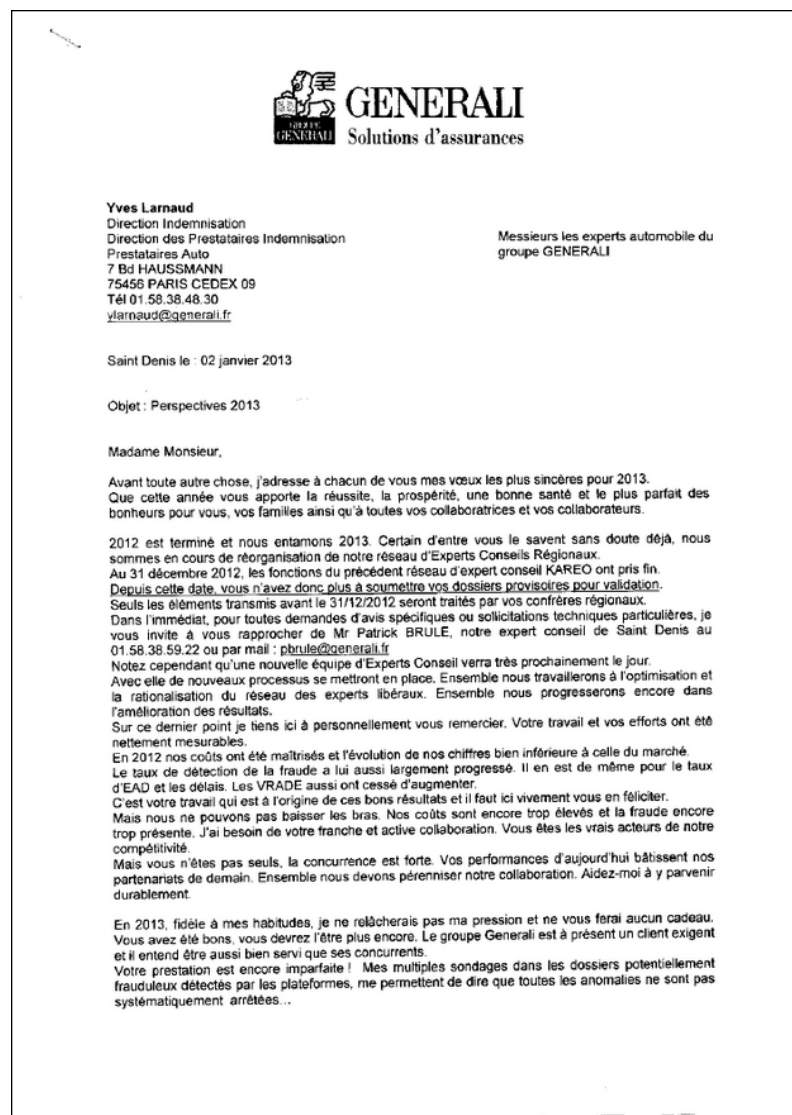 GROUPE
GENERALI
GENERALI
Solutions d'assurances
Yves Larnaud
Direction Indemnisation
Direction des Prestataires Indemnisation
Prestataires Auto
7 Bd HAUSSMANN
75456 PARIS CEDEX 09
Tél 01.58.38.48.30
ylarnaud@generali.fr
Messieurs les experts automobile du
groupe GENERALI
Saint Denis le : 02 janvier 2013
Objet : Perspectives 2013
Madame Monsieur,
Avant toute autre chose, j'adresse à chacun de vous mes vœux les plus sincères pour 2013.
Que cette année vous apporte la réussite, la prospérité, une bonne santé et le plus parfait des
bonheurs pour vous, vos familles ainsi qu'à toutes vos collaboratrices et vos collaborateurs.
2012 est terminé et nous entamons 2013. Certain d'entre vous le savent sans doute déjà, nous
sommes en cours de réorganisation de notre réseau d'Experts Conseils Régionaux.
Au 31 décembre 2012, les fonctions du précédent réseau d'expert conseil KAREO ont pris fin.
Depuis cette date, vous n'avez donc plus à soumettre vos dossiers provisoires pour validation.
Seuls les éléments transmis avant le 31/12/2012 seront traités par vos confrères régionaux.
Dans l'immédiat, pour toutes demandes d'avis spécifiques ou sollicitations techniques particulières, je
vous invite à vous rapprocher de Mr Patrick BRULE, notre expert conseil de Saint Denis au
01.58.38.59.22 ou par mail : pbrule@generali.fr
Notez cependant qu'une nouvelle équipe d'Experts Conseil verra très prochainement le jour.
Avec elle de nouveaux processus se mettront en place. Ensemble nous travaillerons à l'optimisation et
la rationalisation du réseau des experts libéraux. Ensemble nous progresserons encore dans
l'amélioration des résultats.
Sur ce dernier point je tiens ici à personnellement vous remercier. Votre travail et vos efforts ont été
nettement mesurables.
En 2012 nos coûts ont été maîtrisés et l'évolution de nos chiffres bien inférieure à celle du marché.
Le taux de détection de la fraude a lui aussi largement progressé. Il en est de même pour le taux
d'EAD et les délais. Les VRADE aussi ont cessé d'augmenter.
C'est votre travail qui est à l'origine de ces bons résultats et il faut ici vivement vous en féliciter.
Mais nous ne pouvons pas baisser les bras. Nos coûts sont encore trop élevés et la fraude encore
trop présente. J'ai besoin de votre franche et active collaboration. Vous êtes les vrais acteurs de notre
compétitivité.
Mais vous n'êtes pas seuls, la concurrence est forte. Vos performances d'aujourd'hui bâtissent nos
partenariats de demain. Ensemble nous devons pérenniser notre collaboration. Aidez-moi à y parvenir
durablement.
En 2013, fidèle à mes habitudes, je ne relâcherais pas ma pression et ne vous ferai aucun cadeau.
Vous avez été bons, vous devrez l'être plus encore. Le groupe Generali est à présent un client exigent
et il entend être aussi bien servi que ses concurrents.
Votre prestation est encore imparfaite ! Mes multiples sondages dans les dossiers potentiellement
frauduleux détectés par les plateformes, me permettent de dire que toutes les anomalies ne sont pas
systématiquement arrêtées...